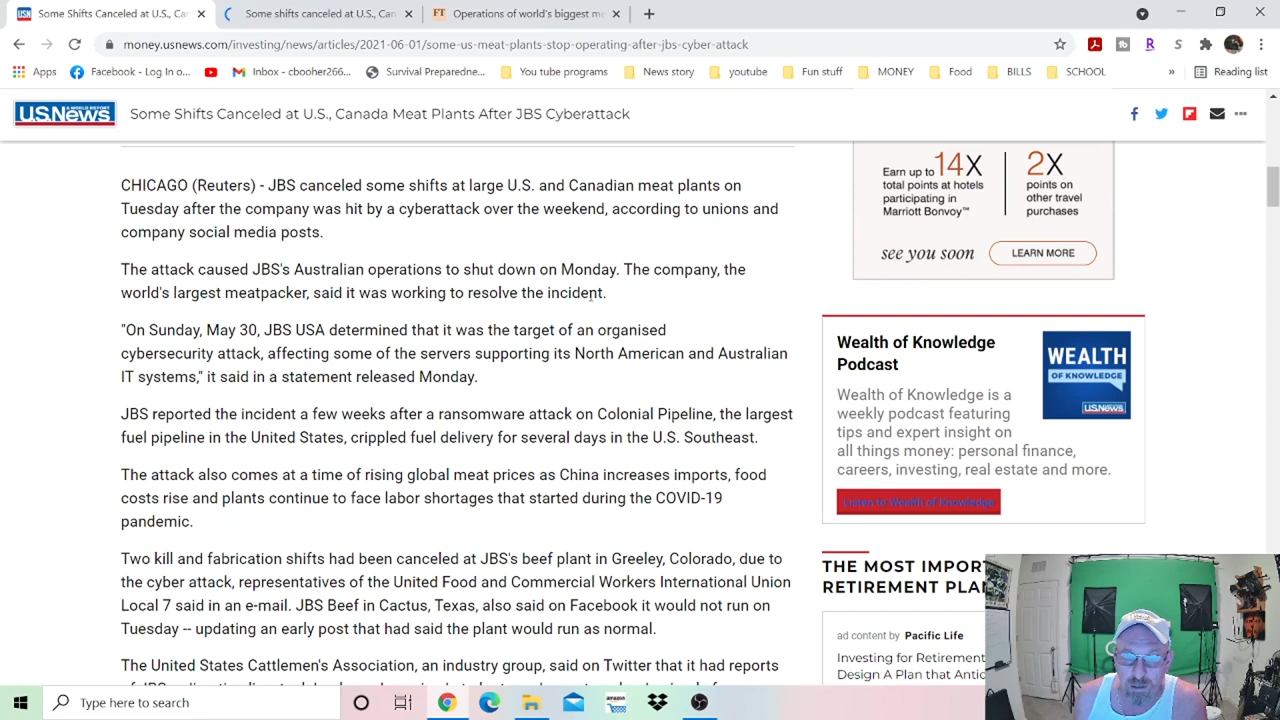 Some Shifts Canceled at U.S., Ca
Some shifts canceled at U.S., Can
FT Operations of world's biggest me
money.usnews.com/investing/news/articles/2021-06-01/some-us-meat-plants-stop-operating-after-jbs-cyber-attack
Apps Facebook - Log In o... Inbox - cbooher266... Survival Preparedne... You tube programs News story youtube Fun stuff MONEY Food BILLS SCHOOL » Reading list
U.S.News Some Shifts Canceled at U.S., Canada Meat Plants After JBS Cyberattack
CHICAGO (Reuters) - JBS canceled some shifts at large U.S. and Canadian meat plants on
Tuesday after the company was hit by a cyberattack over the weekend, according to unions and
company social media posts.
The attack caused JBS's Australian operations to shut down on Monday. The company, the
world's largest meatpacker, said it was working to resolve the incident.
"On Sunday, May 30, JBS USA determined that it was the target of an organised
cybersecurity attack, affecting some of the servers supporting its North American and Australian
IT systems," it said in a statement released Monday.
JBS reported the incident a few weeks after a ransomware attack on Colonial Pipeline, the largest
fuel pipeline in the United States, crippled fuel delivery for several days in the U.S. Southeast.
The attack also comes at a time of rising global meat prices as China increases imports, food
costs rise and plants continue to face labor shortages that started during the COVID-19
pandemic.
Two kill and fabrication shifts had been canceled at JBS's beef plant in Greeley, Colorado, due to
the cyber attack, representatives of the United Food and Commercial Workers International Union
Local 7 said in an e-mail. JBS Beef in Cactus, Texas, also said on Facebook it would not run on
Tuesday -- updating an early post that had said the plant would run as normal.
The United States Cattlemen's Association, an industry group, said on Twitter that it had reports
Earn up to 14X
total points at hotels
participating in
Marriott Bonvoy™
2X
points on
other travel
purchases
see you soon
LEARN MORE
Wealth of Knowledge
Podcast
Wealth of Knowledge is a
weekly podcast featuring
tips and expert insight on
all things money: personal finance,
careers, investing, real estate and more.
WEALTH
OF KNOWLEDGE
U.S.News
Listen to Wealth of Knowledge
THE MOST IMPOR
RETIREMENT PLA
ad content by Pacific Life
Investing for Retirement
Design A Plan that Antic
Type here to search
amazon